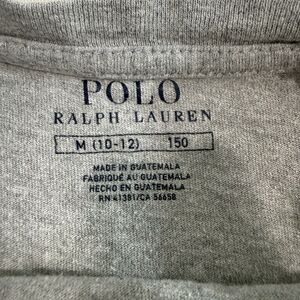 POLO
RALPH LAUREN
M (10-12) 150
MADE IN GUATEMALA
FABRIQUÉ AU GUATEMALA
HECHO EN GUATEMALA
RN 41381/CA 56658